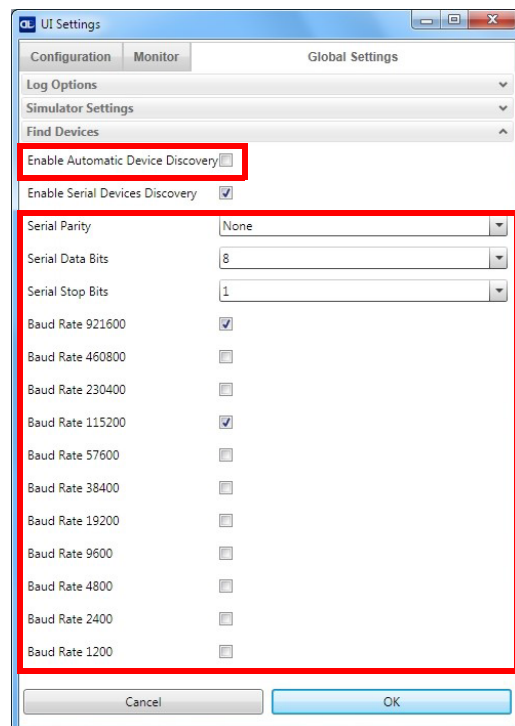 UI Settings
Configuration Monitor Global Settings
Log Options
Simulator Settings
Find Devices
Enable Automatic Device Discovery
Enable Serial Devices Discovery
Serial Parity None
Serial Data Bits 8
Serial Stop Bits 1
Baud Rate 921600
Baud Rate 460800
Baud Rate 230400
Baud Rate 115200
Baud Rate 57600
Baud Rate 38400
Baud Rate 19200
Baud Rate 9600
Baud Rate 4800
Baud Rate 2400
Baud Rate 1200
Cancel OK